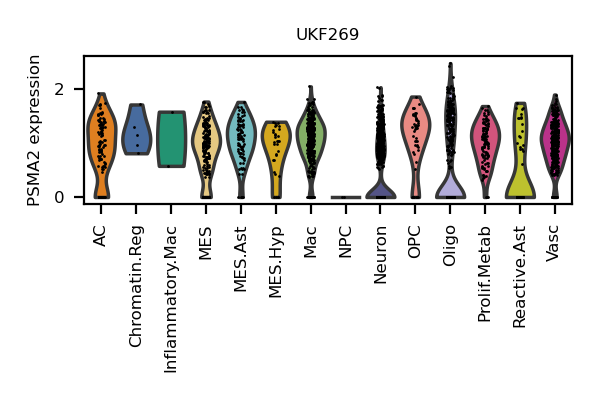 UKF269
PSMA2 expression
2
0
AC
Chromatin.Reg
Inflammatory.Mac
MES
MES.Ast
MES.Hyp
Mac
NPC
Neuron
OPC
Oligo
Prolif.Metab
Reactive.Ast
Vasc